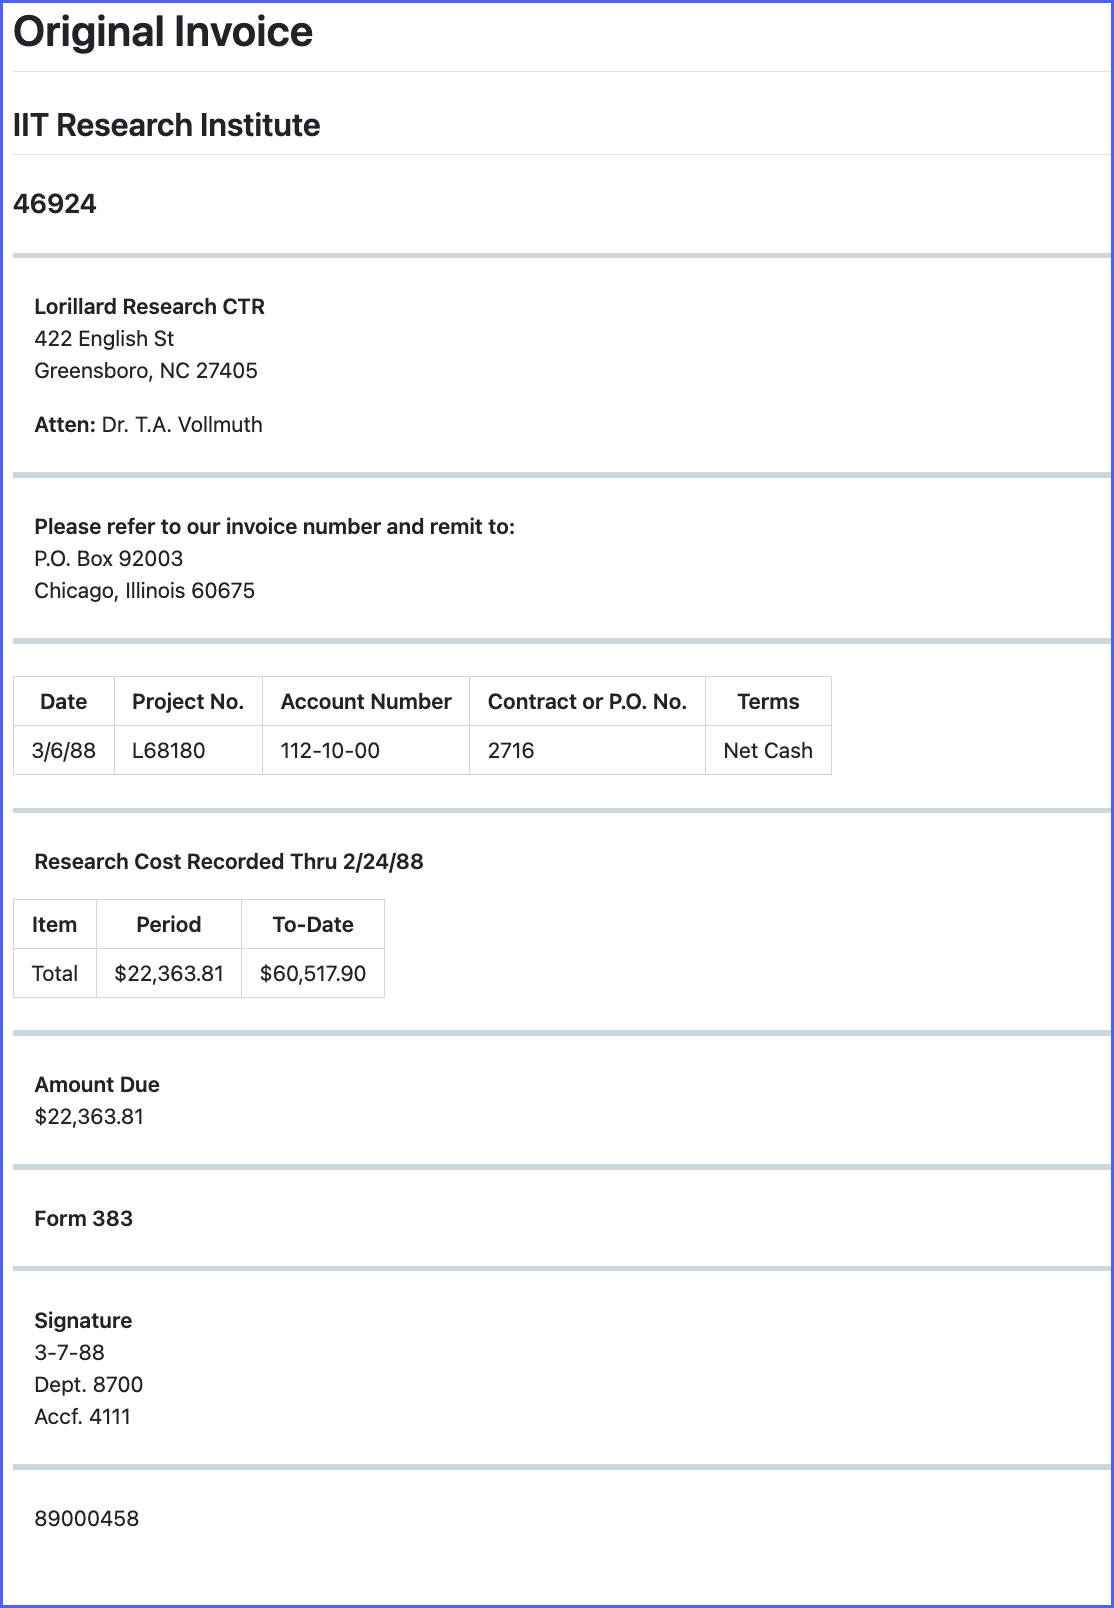 Original Invoice
IIT Research Institute
46924
Lorillard Research CTR
422 English St
Greensboro, NC 27405
Atten: Dr. T.A. Vollmuth
Please refer to our invoice number and remit to:
P.O. Box 92003
Chicago, Illinois 60675
Date Project No. Account Number Contract or P.O. No. Terms
3/6/88 L68180 112-10-00 2716 Net Cash
Research Cost Recorded Thru 2/24/88
Item Period To-Date
Total $22,363.81 $60,517.90
Amount Due
$22,363.81
Form 383
Signature
3-7-88
Dept. 8700
Accf. 4111
89000458